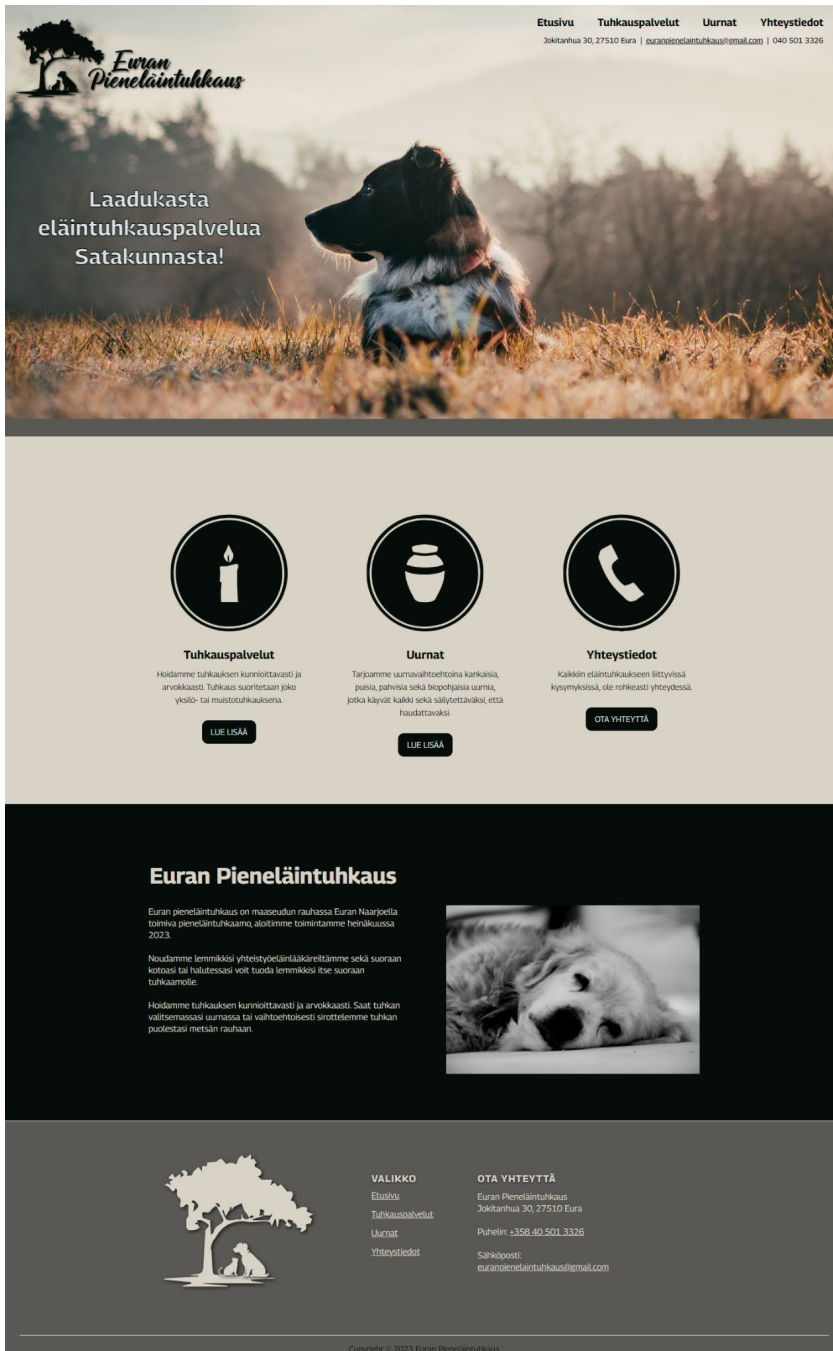 Etusivu Tuhkauspalvelut Uurnat Yhteystiedot
Jokitanhua 30, 27510 Eura | euranpienelaintuhkaus@gmail.com | 040 501 3326
Euran
Pieneläintuhkaus
Laadukasta
eläintuhkauspalvelua
Satakunnasta!
Tuhkauspalvelut
Hoidamme tuhkauksen kunnioittavasti ja
arvokkaasti. Tuhkaus suoritetaan joko
yksilö- tai muistotuhkauksena.
LUE LISÄÄ
Uurnat
Tarjoamme uurnavaihtoehtoina kankaisia,
puisia, pahvisia sekä biopohjaisia uurnia,
jotka käyvät kaikki sekä säilytettäväksi, että
haudattavaksi.
LUE LISÄÄ
Yhteystiedot
Kaikkiin eläintuhkaukseen liittyvissä
kysymyksissä, ole rohkeasti yhteydessä.
OTA YHTEYTTÄ
Euran Pieneläintuhkaus
Euran pieneläintuhkaus on maaseudun rauhassa Euran Naarjoella
toimiva pieneläintuhkaamo, aloitimme toimintamme heinäkuussa
2023.
Noudamme lemmikkisi yhteistyöeläinlääkäreiltämme sekä suoraan
kotoasi tai halutessasi voit tuoda lemmikkisi itse suoraan
tuhkaamolle.
Hoidamme tuhkauksen kunnioittavasti ja arvokkaasti. Saat tuhkan
valitsemassasi uurnassa tai vaihtoehtoisesti sirottelemme tuhkan
puolestasi metsän rauhaan.
VALIKKO
Etusivu
Tuhkauspalvelut
Uurnat
Yhteystiedot
OTA YHTEYTTÄ
Euran Pieneläintuhkaus
Jokitanhua 30, 27510 Eura
Puhelin: +358 40 501 3326
Sähköposti:
euranpienelaintuhkaus@gmail.com
Copyright © 2023 Euran Pieneläintuhkaus